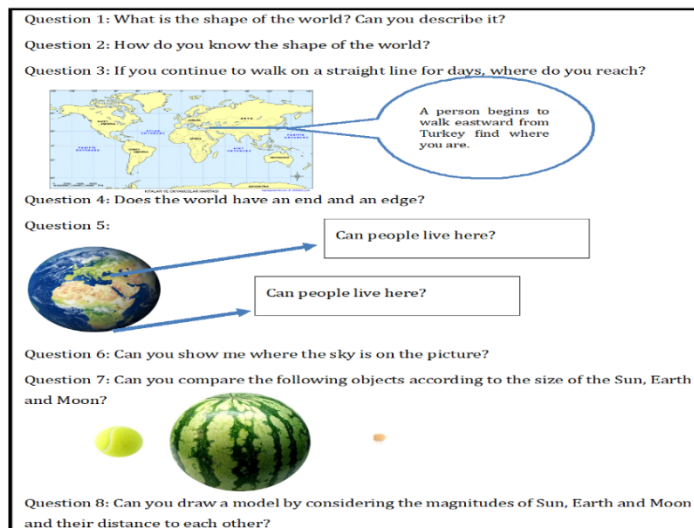 Question 1: What is the shape of the world? Can you describe it?
Question 2: How do you know the shape of the world?
Question 3: If you continue to walk on a straight line for days, where do you reach?
A person begins to
walk eastward from
Turkey find where
you are.
Question 4: Does the world have an end and an edge?
Question 5:
Can people live here?
Can people live here?
Question 6: Can you show me where the sky is on the picture?
Question 7: Can you compare the following objects according to the size of the Sun, Earth
and Moon?
Question 8: Can you draw a model by considering the magnitudes of Sun, Earth and Moon
and their distance to each other?